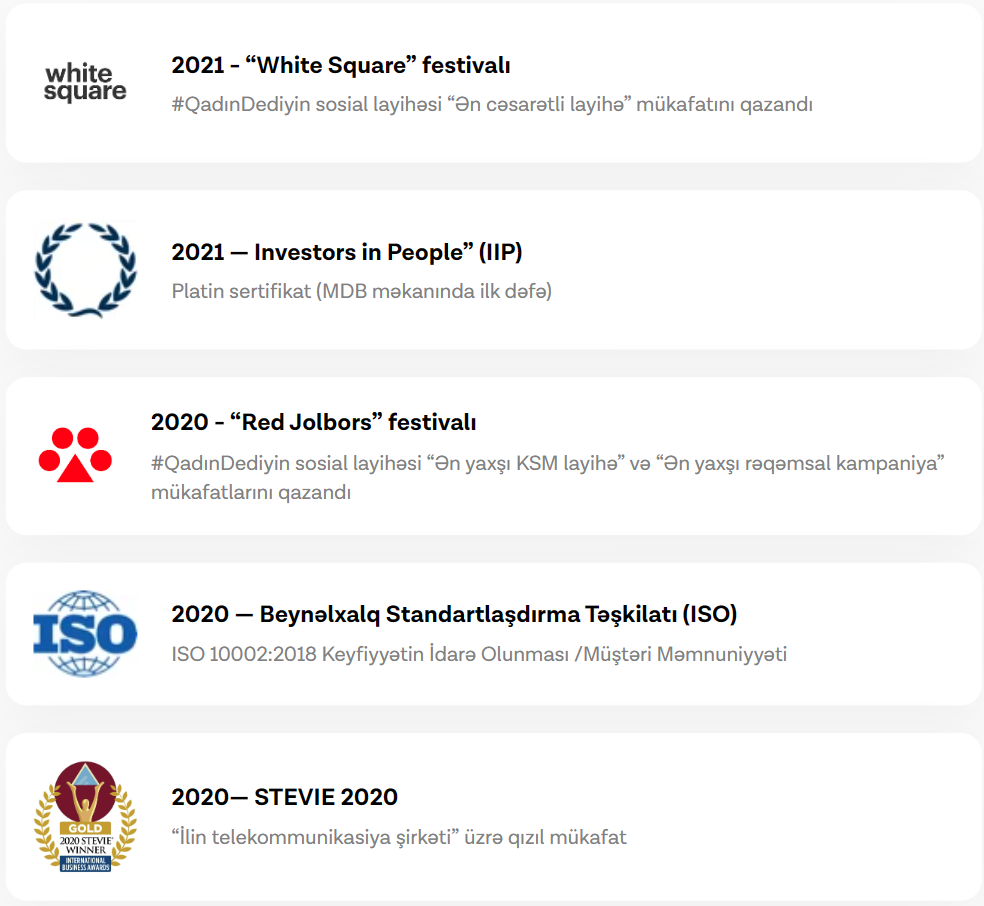 white
square
2021 - “White Square” festivalı
#QadınDediyin sosial layihəsi “Ən cəsarətli layihə” mükafatını qazandı
2021 — Investors in People” (IIP)
Platin sertifikat (MDB məkanında ilk dəfə)
2020 - “Red Jolbors” festivalı
#QadınDediyin sosial layihəsi “Ən yaxşı KSM layihə” və “Ən yaxşı rəqəmsal kampaniya”
mükafatlarını qazandı
ISO
2020 — Beynəlxalq Standartlaşdırma Təşkilatı (ISO)
ISO 10002:2018 Keyfiyyətin İdarə Olunması /Müştəri Məmnuniyyəti
GOLD
2020 STEVIE
WINNER
INTERNATIONAL
BUSINESS AWARDS
2020— STEVIE 2020
“İlin telekommunikasiya şirkəti” üzrə qızıl mükafat